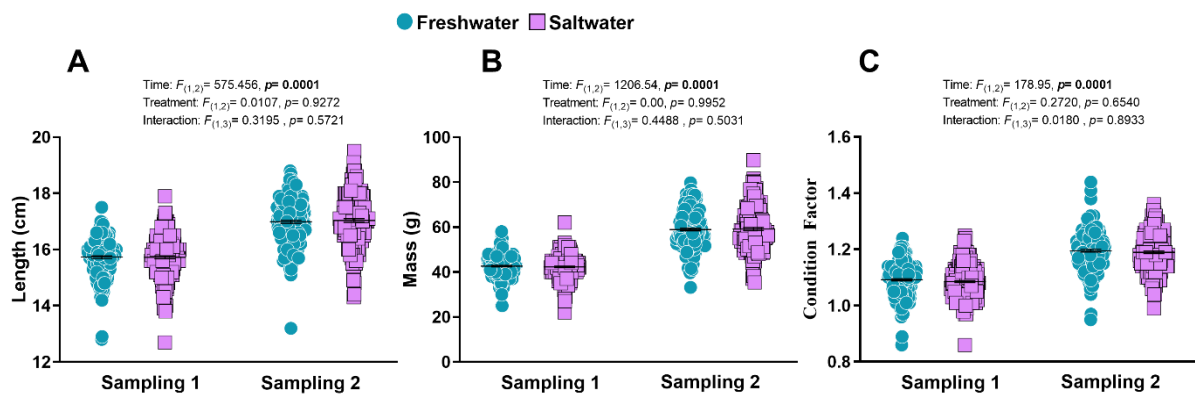 Freshwater Saltwater
A
Time: F(1,2)= 575.456, p= 0.0001
Treatment: F(1,2)= 0.0107, p= 0.9272
Interaction: F(1,3)= 0.3195 , p= 0.5721
Length (cm)
20
18
16
14
12
Sampling 1 Sampling 2
B
Time: F(1,2)= 1206.54, p= 0.0001
Treatment: F(1,2)= 0.00, p= 0.9952
Interaction: F(1,3)= 0.4488 , p= 0.5031
Mass (g)
100
80
60
40
20
0
Sampling 1 Sampling 2
C
Time: F(1,2)= 178.95, p= 0.0001
Treatment: F(1,2)= 0.2720, p= 0.6540
Interaction: F(1,3)= 0.0180 , p= 0.8933
Condition Factor
1.6
1.4
1.2
1.0
0.8
Sampling 1 Sampling 2